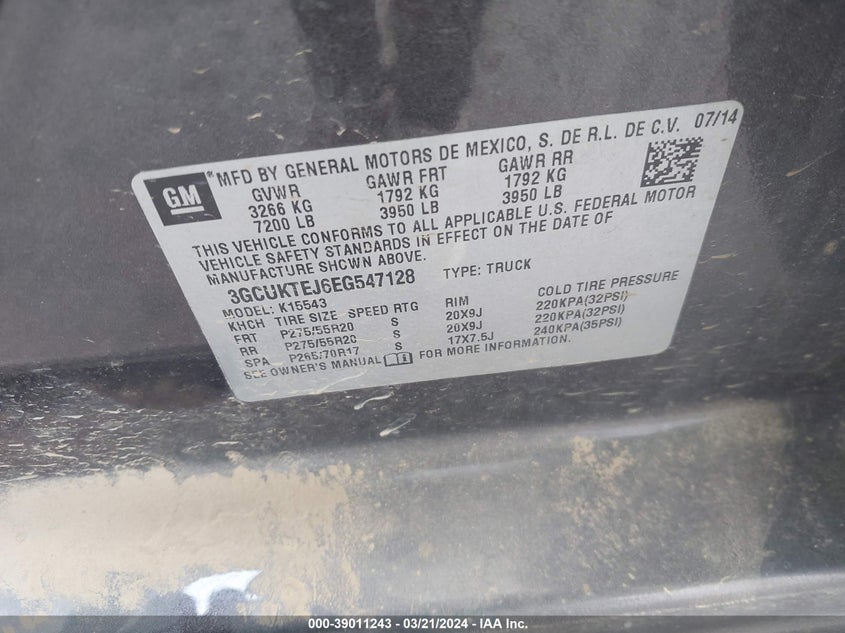 MFD BY GENERAL MOTORS DE MEXICO, S. DE R.L. DE C.V. 07/14
GM®
GVWR GAWR FRT GAWR RR
3266 KG 1792 KG 1792 KG
7200 LB 3950 LB 3950 LB
THIS VEHICLE CONFORMS TO ALL APPLICABLE U.S. FEDERAL MOTOR
VEHICLE SAFETY STANDARDS IN EFFECT ON THE DATE OF
MANUFACTURE SHOWN ABOVE.
3GCUKTEJ6EG547128 TYPE: TRUCK
MODEL: K15543
KHCH TIRE SIZE SPEED RTG RIM COLD TIRE PRESSURE
FRT P275/55R20 S 20X9J 220KPA(32PSI)
RR P275/55R20 S 20X9J 220KPA(32PSI)
SPA P265/70R17 S 17X7.5J 240KPA(35PSI)
SEE OWNER'S MANUAL FOR MORE INFORMATION.
000-39011243 - 03/21/2024 - IAA Inc.